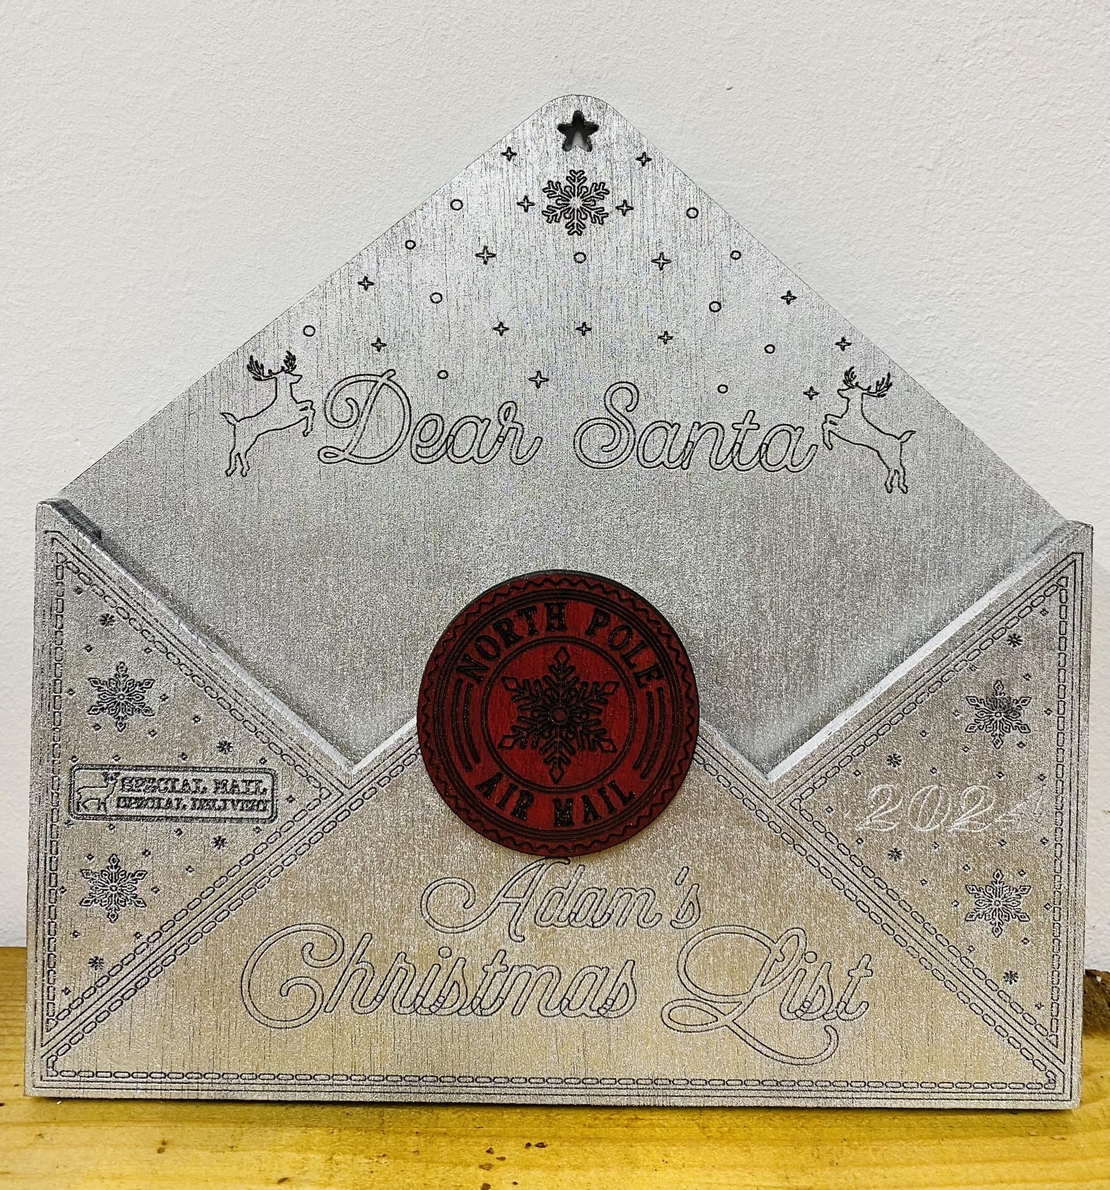 Dear Santa
NORTH POLE
AIR MAIL
SPECIAL MAIL
SPECIAL DELIVERY
Adam's
Christmas List